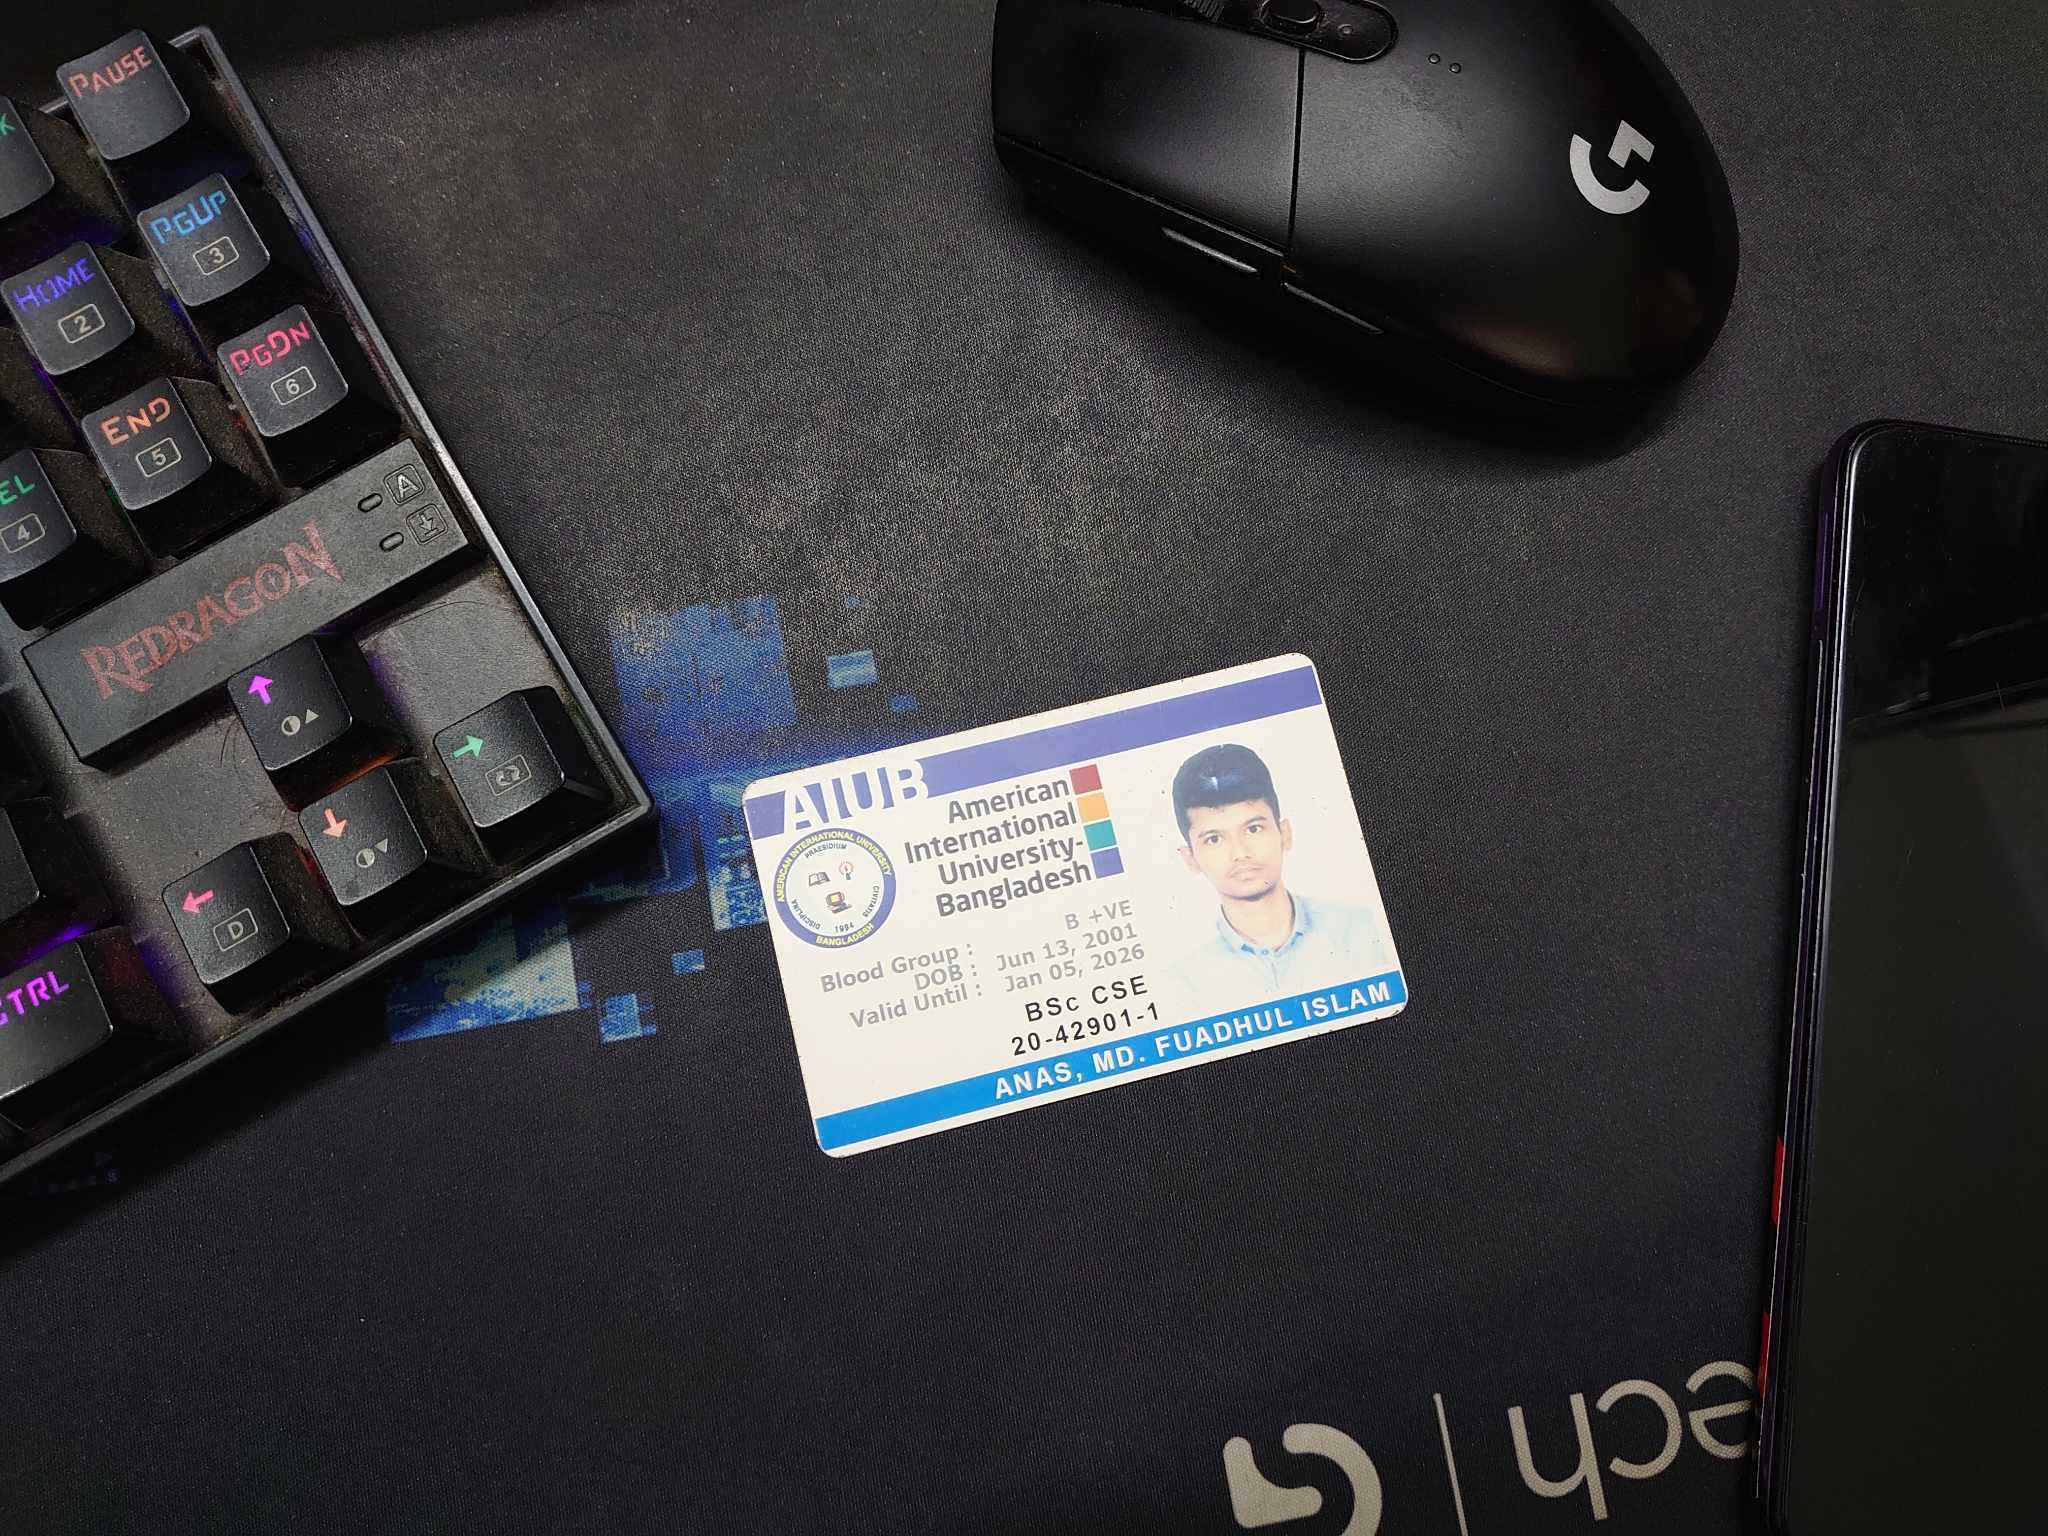 PAUSE
PGUP
3
HOME
2
PGDN
6
END
5
EL
4
A
REDRAGON
D
CTRL
AIUB
American
International
University-
Bangladesh
AMERICAN INTERNATIONAL UNIVERSITY
BANGLADESH
PRAESIDIUM
DISCIPLINA
CIVITATIS
1994
Blood Group : B +VE
DOB : Jun 13, 2001
Valid Until : Jan 05, 2026
BSc CSE
20-42901-1
ANAS, MD. FUADHUL ISLAM
ech